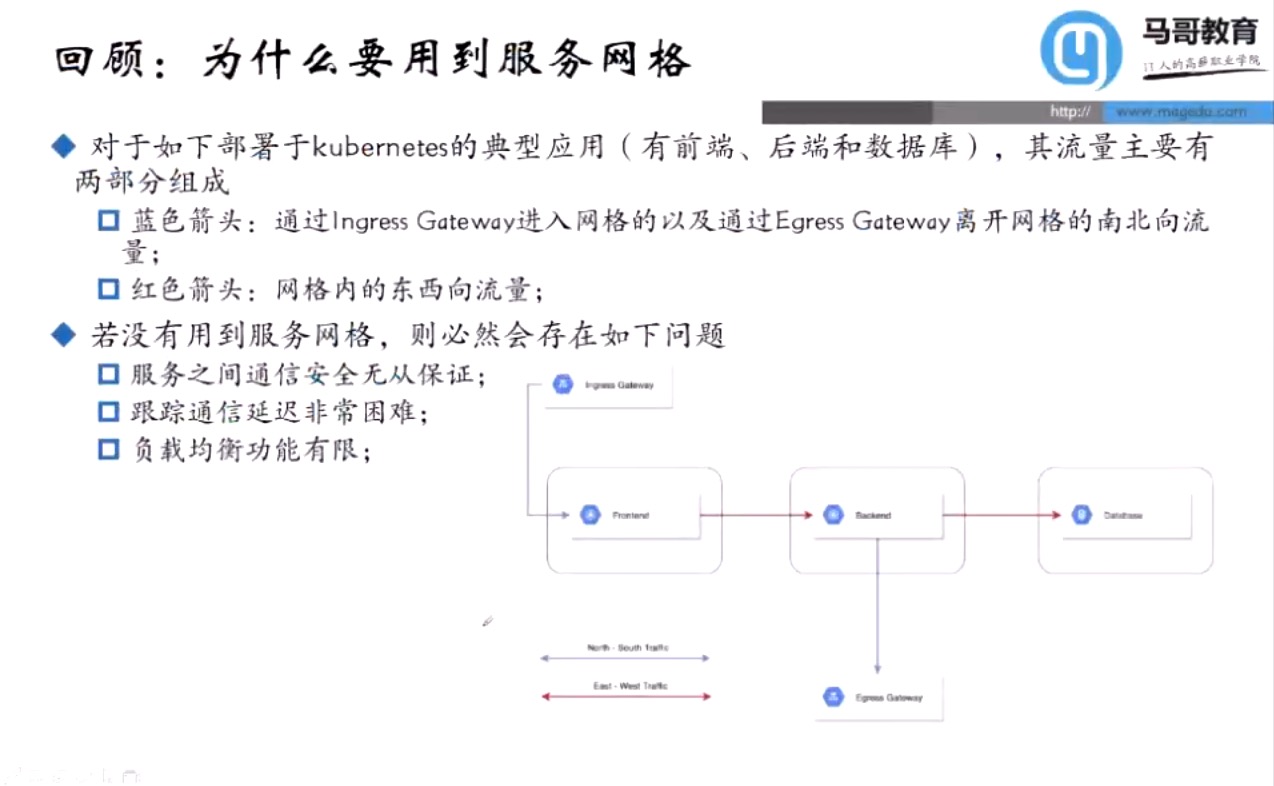 回顾：为什么要用到服务网格
马哥教育
IT人的高薪职业学院
http:// www.magedu.com
对于如下部署于kubernetes的典型应用（有前端、后端和数据库），其流量主要有
两部分组成
蓝色箭头：通过Ingress Gateway进入网格的以及通过Egress Gateway离开网格的南北向流
量；
红色箭头：网格内的东西向流量；
若没有用到服务网格，则必然会存在如下问题
服务之间通信安全无从保证；
跟踪通信延迟非常困难；
负载均衡功能有限；
Ingress Gateway
Frontend
Backend
Database
North - South Traffic
East - West Traffic
Egress Gateway